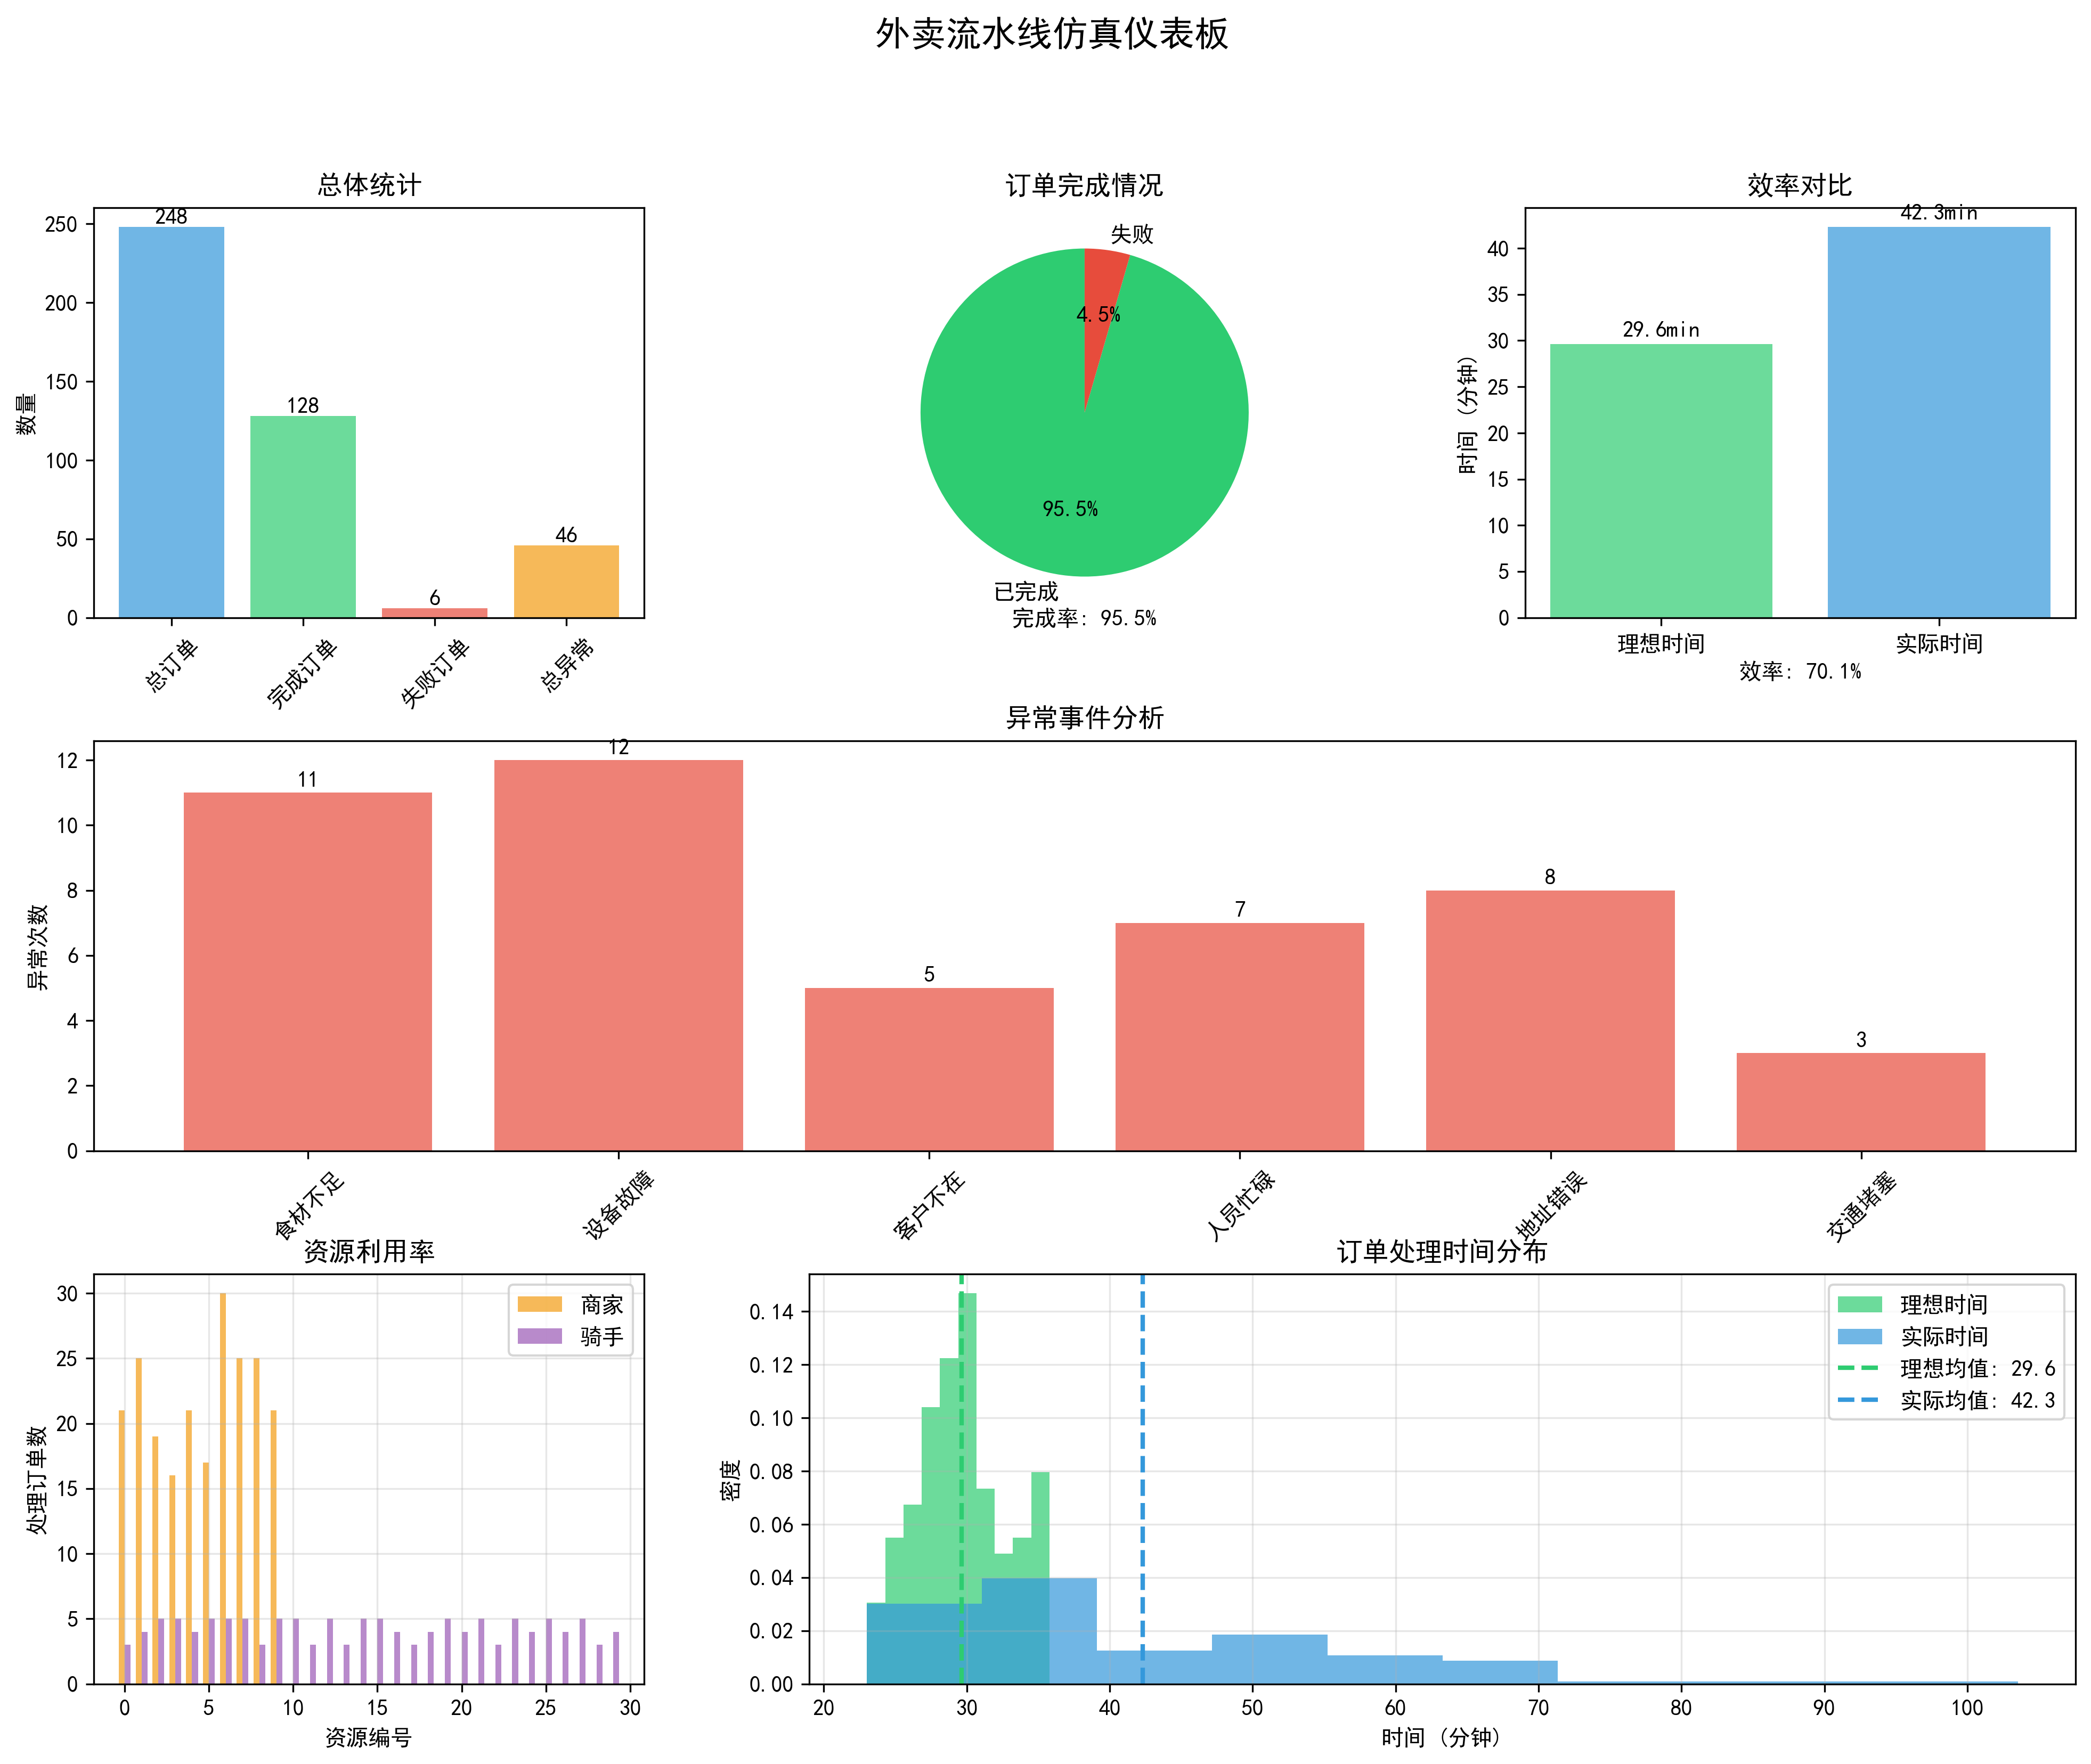 外卖流水线仿真仪表板
总体统计
数量
250
200
150
100
50
0
248
128
6
46
总订单
完成订单
失败订单
总异常
订单完成情况
失败
4.5%
95.5%
已完成
完成率: 95.5%
效率对比
时间 (分钟)
40
35
30
25
20
15
10
5
0
29.6min
42.3min
理想时间
实际时间
效率: 70.1%
异常事件分析
异常次数
12
10
8
6
4
2
0
11
12
5
7
8
3
食材不足
设备故障
客户不在
人员忙碌
地址错误
交通堵塞
资源利用率
处理订单数
30
25
20
15
10
5
0
商家
骑手
0 5 10 15 20 25 30
资源编号
订单处理时间分布
密度
0.14
0.12
0.10
0.08
0.06
0.04
0.02
0.00
理想时间
实际时间
理想均值: 29.6
实际均值: 42.3
20 30 40 50 60 70 80 90 100
时间 (分钟)